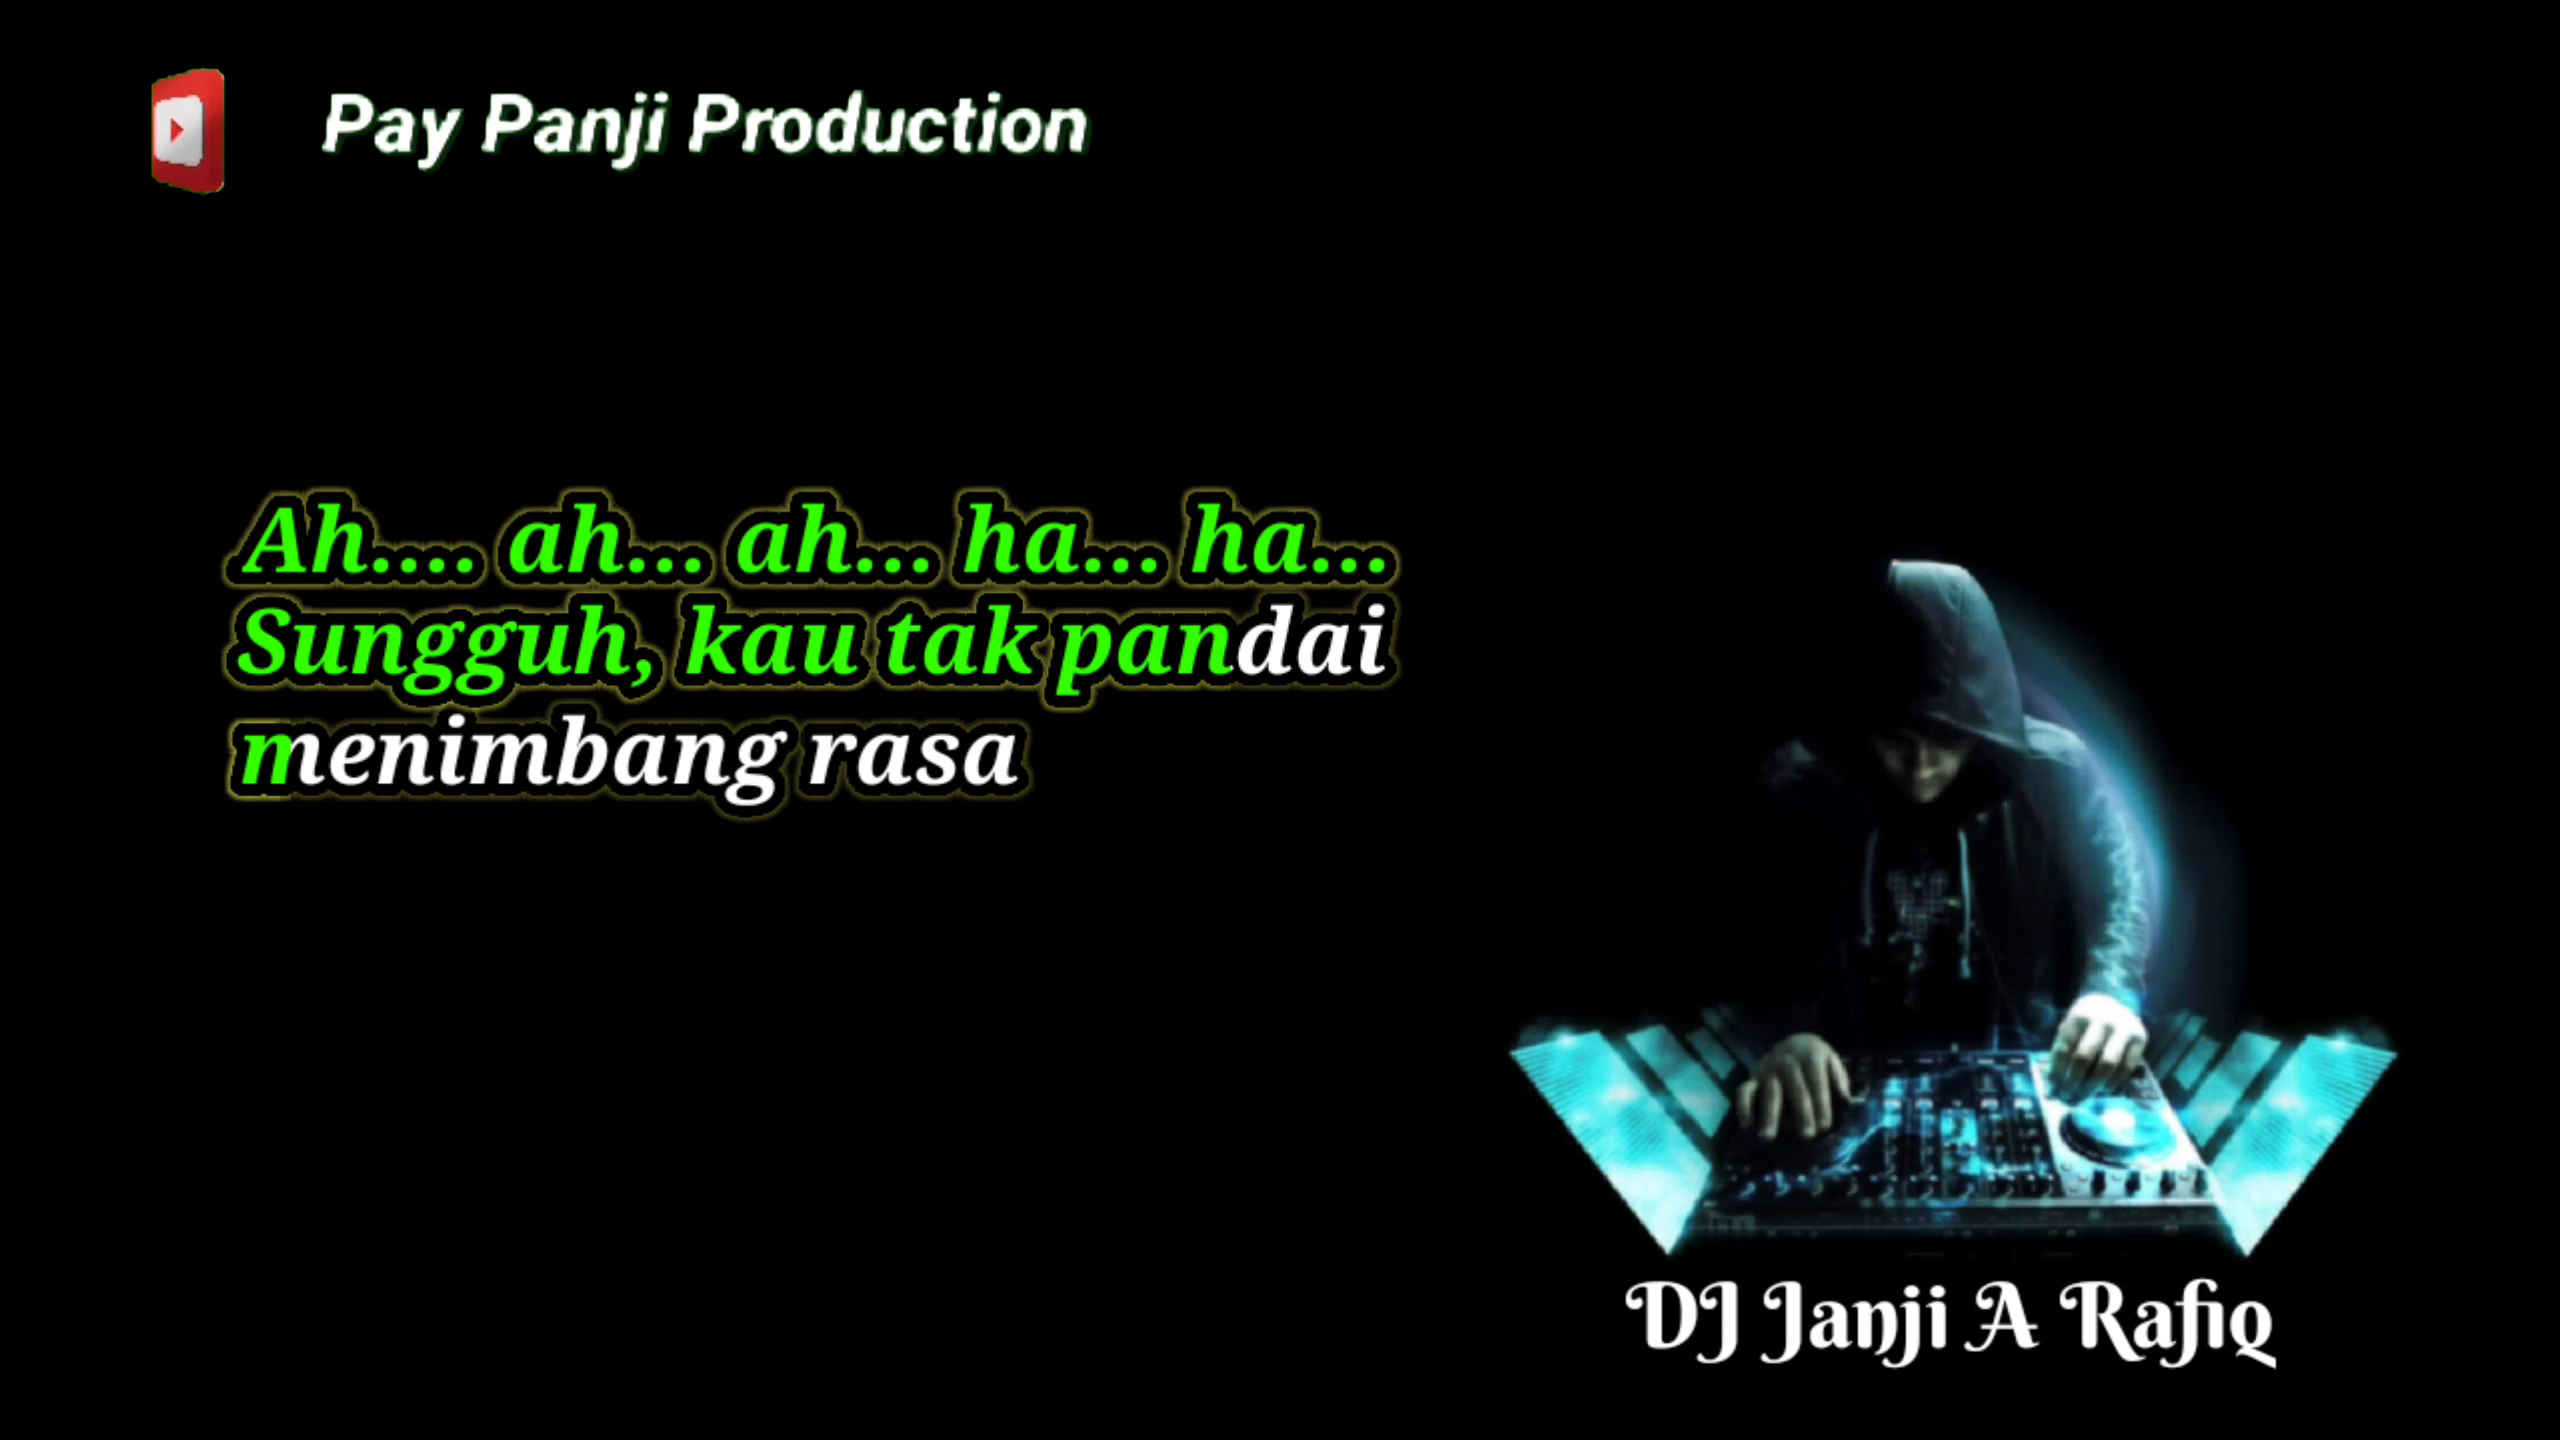 Pay Panji Production
Ah.... ah... ah... ha... ha...
Sungguh, kau tak pandai
menimbang rasa
DJ Janji A Rafiq